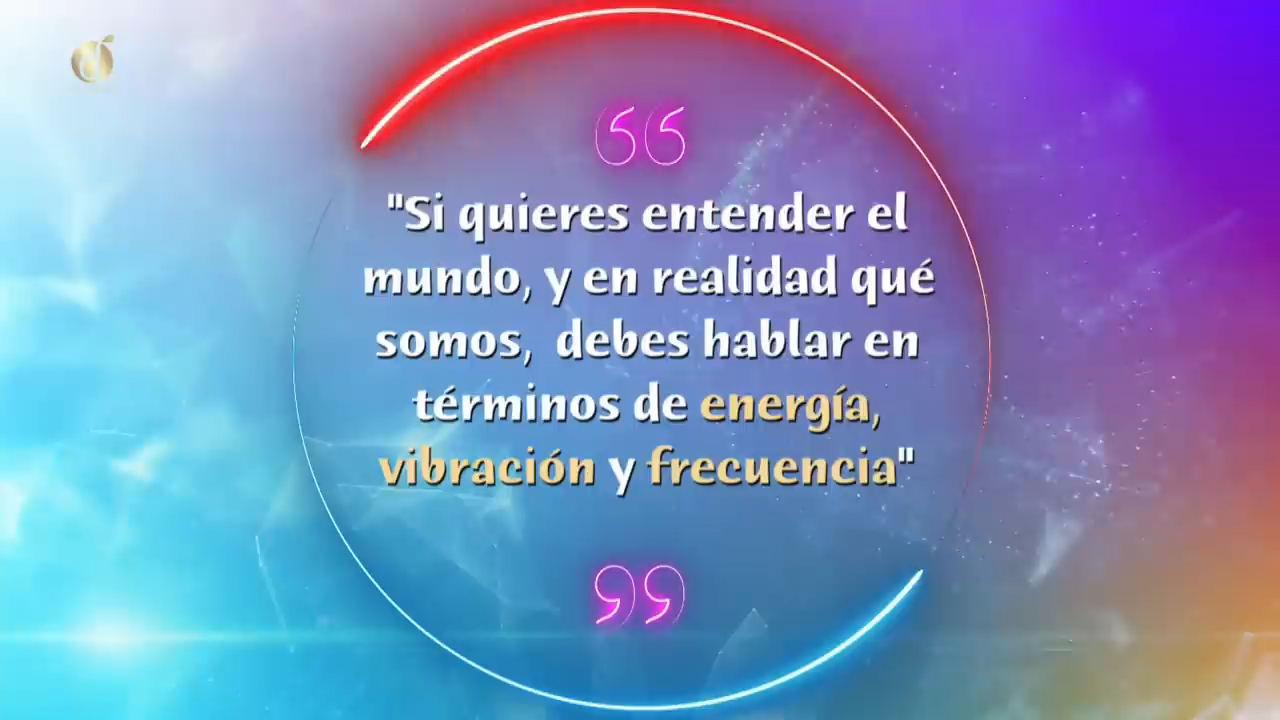 "Si quieres entender el
mundo, y en realidad qué
somos, debes hablar en
términos de energía,
vibración y frecuencia"